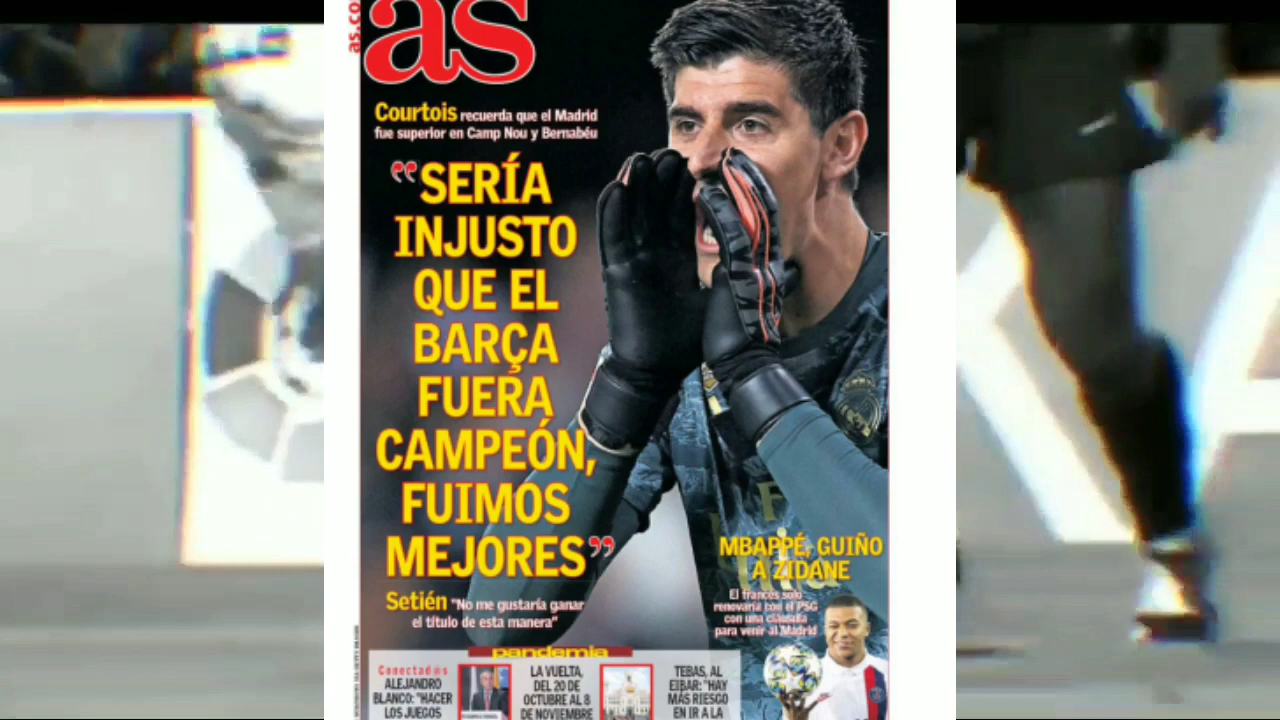 as.co
as
Courtois recuerda que el Madrid
fue superior en Camp Nou y Bernabéu
"SERÍA
INJUSTO
QUE EL
BARÇA
FUERA
CAMPEÓN,
FUIMOS
MEJORES"
Setién "No me gustaría ganar
el título de esta manera"
MBAPPÉ, GUIÑO
A ZIDANE
El francés solo
renovaría con el PSG
con una cláusula
para venir al Madrid
pandemia
Conectad@s
ALEJANDRO
BLANCO: "HACER
LOS JUEGOS
LA VUELTA,
DEL 20 DE
OCTUBRE AL 8
DE NOVIEMBRE
TEBAS, AL
EIBAR: "HAY
MÁS RIESGO
EN IR A LA